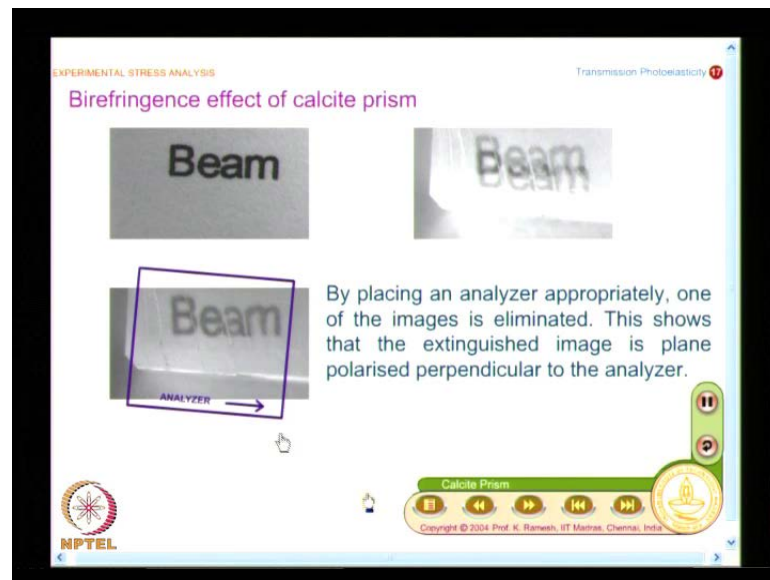 EXPERIMENTAL STRESS ANALYSIS
Transmission Photoelasticity 17
Birefringence effect of calcite prism
Beam
Beam
Beam
Beam
ANALYZER
By placing an analyzer appropriately, one
of the images is eliminated. This shows
that the extinguished image is plane
polarised perpendicular to the analyzer.
Calcite Prism
Copyright © 2004 Prof. K. Ramesh, IIT Madras, Chennai, India
NPTEL